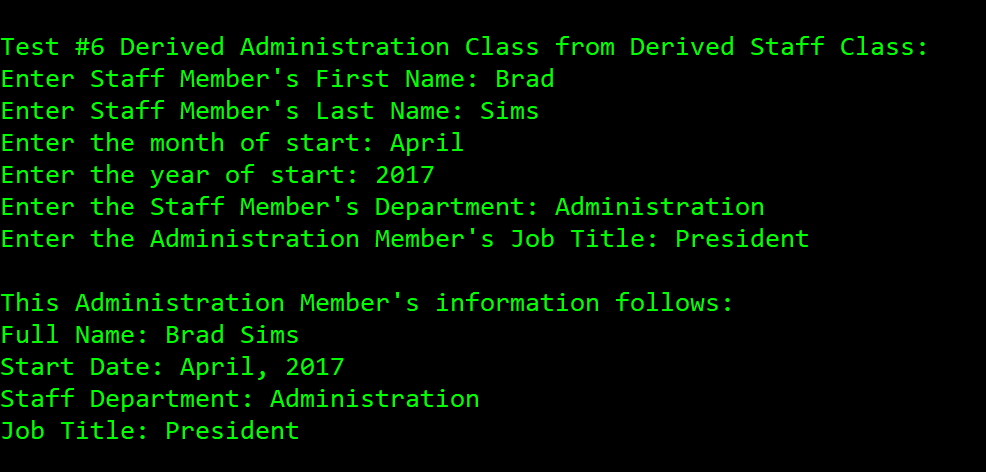 Test #6 Derived Administration Class from Derived Staff Class:
Enter Staff Member's First Name: Brad
Enter Staff Member's Last Name: Sims
Enter the month of start: April
Enter the year of start: 2017
Enter the Staff Member's Department: Administration
Enter the Administration Member's Job Title: President
This Administration Member's information follows:
Full Name: Brad Sims
Start Date: April, 2017
Staff Department: Administration
Job Title: President